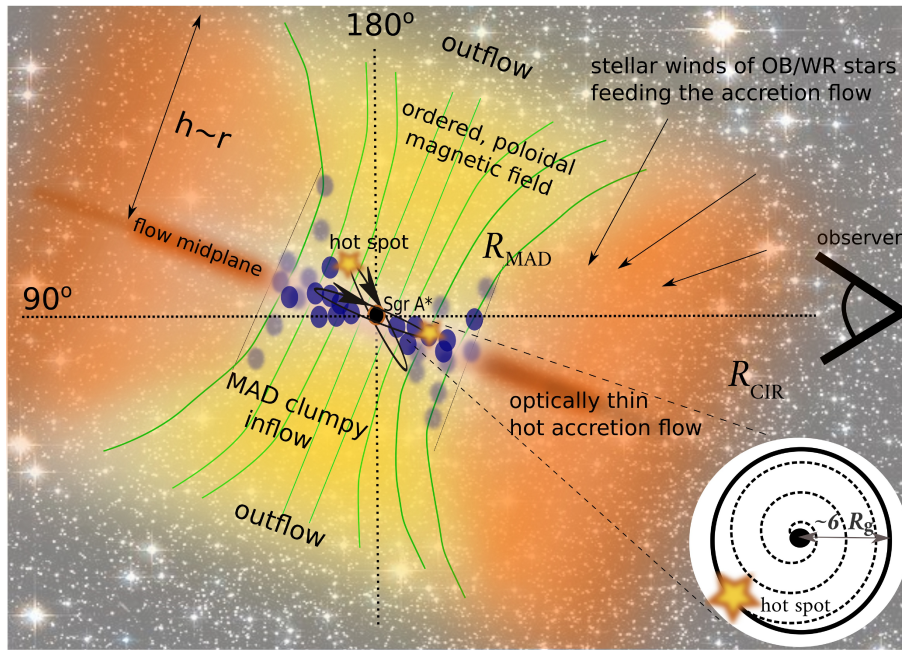 180°
outflow
stellar winds of OB/WR stars
feeding the accretion flow
h~r
ordered, poloidal
magnetic field
flow midplane
hot spot
R_MAD
observer
90°
Sgr A*
R_CIR
MAD clumpy
inflow
optically thin
hot accretion flow
outflow
~6 R_g
hot spot